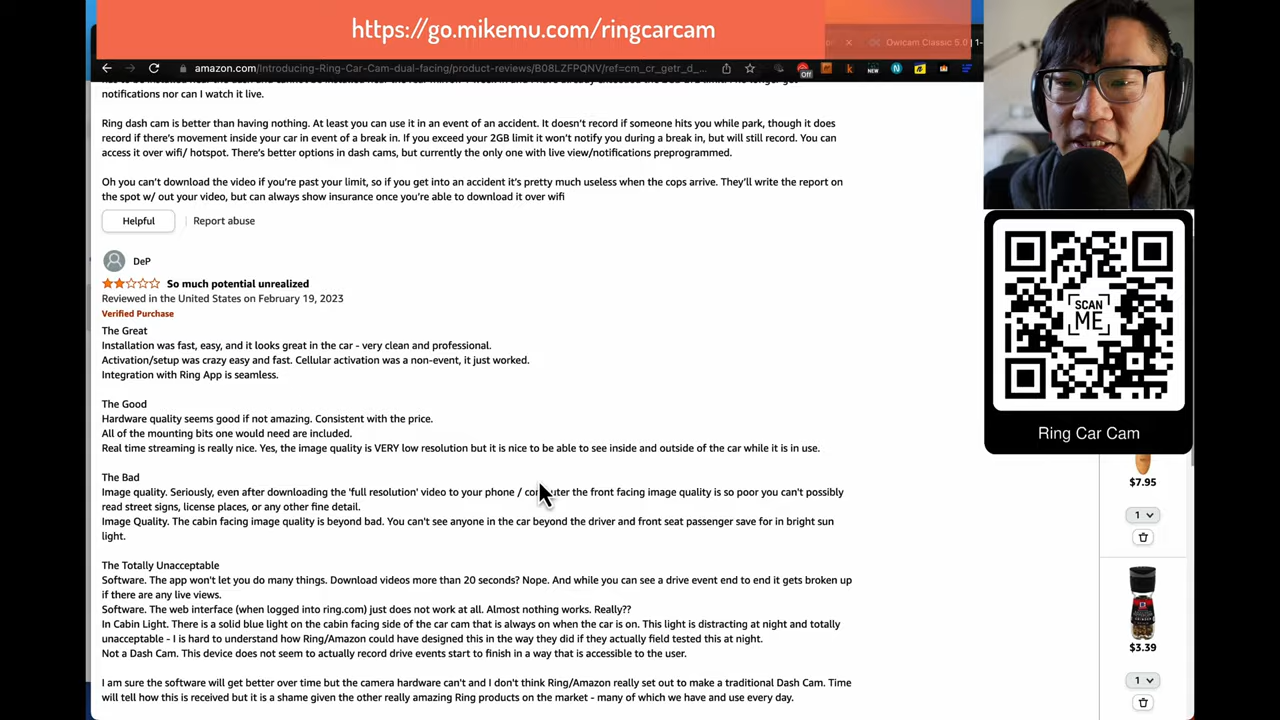 https://go.mikemu.com/ringcarcam
Owlcam Classic 5.0 | 1-
amazon.com/Introducing-Ring-Car-Cam-dual-facing/product-reviews/B08LZFPQNV/ref=cm_cr_getr_d_...
Off
NEW
notifications nor can I watch it live.
Ring dash cam is better than having nothing. At least you can use it in an event of an accident. It doesn't record if someone hits you while park, though it does
record if there's movement inside your car in event of a break in. If you exceed your 2GB limit it won't notify you during a break in, but will still record. You can
access it over wifi/ hotspot. There's better options in dash cams, but currently the only one with live view/notifications preprogrammed.
Oh you can't download the video if you're past your limit, so if you get into an accident it's pretty much useless when the cops arrive. They'll write the report on
the spot w/ out your video, but can always show insurance once you're able to download it over wifi
Helpful
Report abuse
DeP
So much potential unrealized
Reviewed in the United States on February 19, 2023
Verified Purchase
The Great
Installation was fast, easy, and it looks great in the car - very clean and professional.
Activation/setup was crazy easy and fast. Cellular activation was a non-event, it just worked.
Integration with Ring App is seamless.
The Good
Hardware quality seems good if not amazing. Consistent with the price.
All of the mounting bits one would need are included.
Real time streaming is really nice. Yes, the image quality is VERY low resolution but it is nice to be able to see inside and outside of the car while it is in use.
The Bad
Image quality. Seriously, even after downloading the 'full resolution' video to your phone / computer the front facing image quality is so poor you can't possibly
read street signs, license places, or any other fine detail.
Image Quality. The cabin facing image quality is beyond bad. You can't see anyone in the car beyond the driver and front seat passenger save for in bright sun
light.
The Totally Unacceptable
Software. The app won't let you do many things. Download videos more than 20 seconds? Nope. And while you can see a drive event end to end it gets broken up
if there are any live views.
Software. The web interface (when logged into ring.com) just does not work at all. Almost nothing works. Really??
In Cabin Light. There is a solid blue light on the cabin facing side of the car cam that is always on when the car is on. This light is distracting at night and totally
unacceptable - I is hard to understand how Ring/Amazon could have designed this in the way they did if they actually field tested this at night.
Not a Dash Cam. This device does not seem to actually record drive events start to finish in a way that is accessible to the user.
I am sure the software will get better over time but the camera hardware can't and I don't think Ring/Amazon really set out to make a traditional Dash Cam. Time
will tell how this is received but it is a shame given the other really amazing Ring products on the market - many of which we have and use every day.
SCAN
ME
Ring Car Cam
$7.95
1
$3.39
1